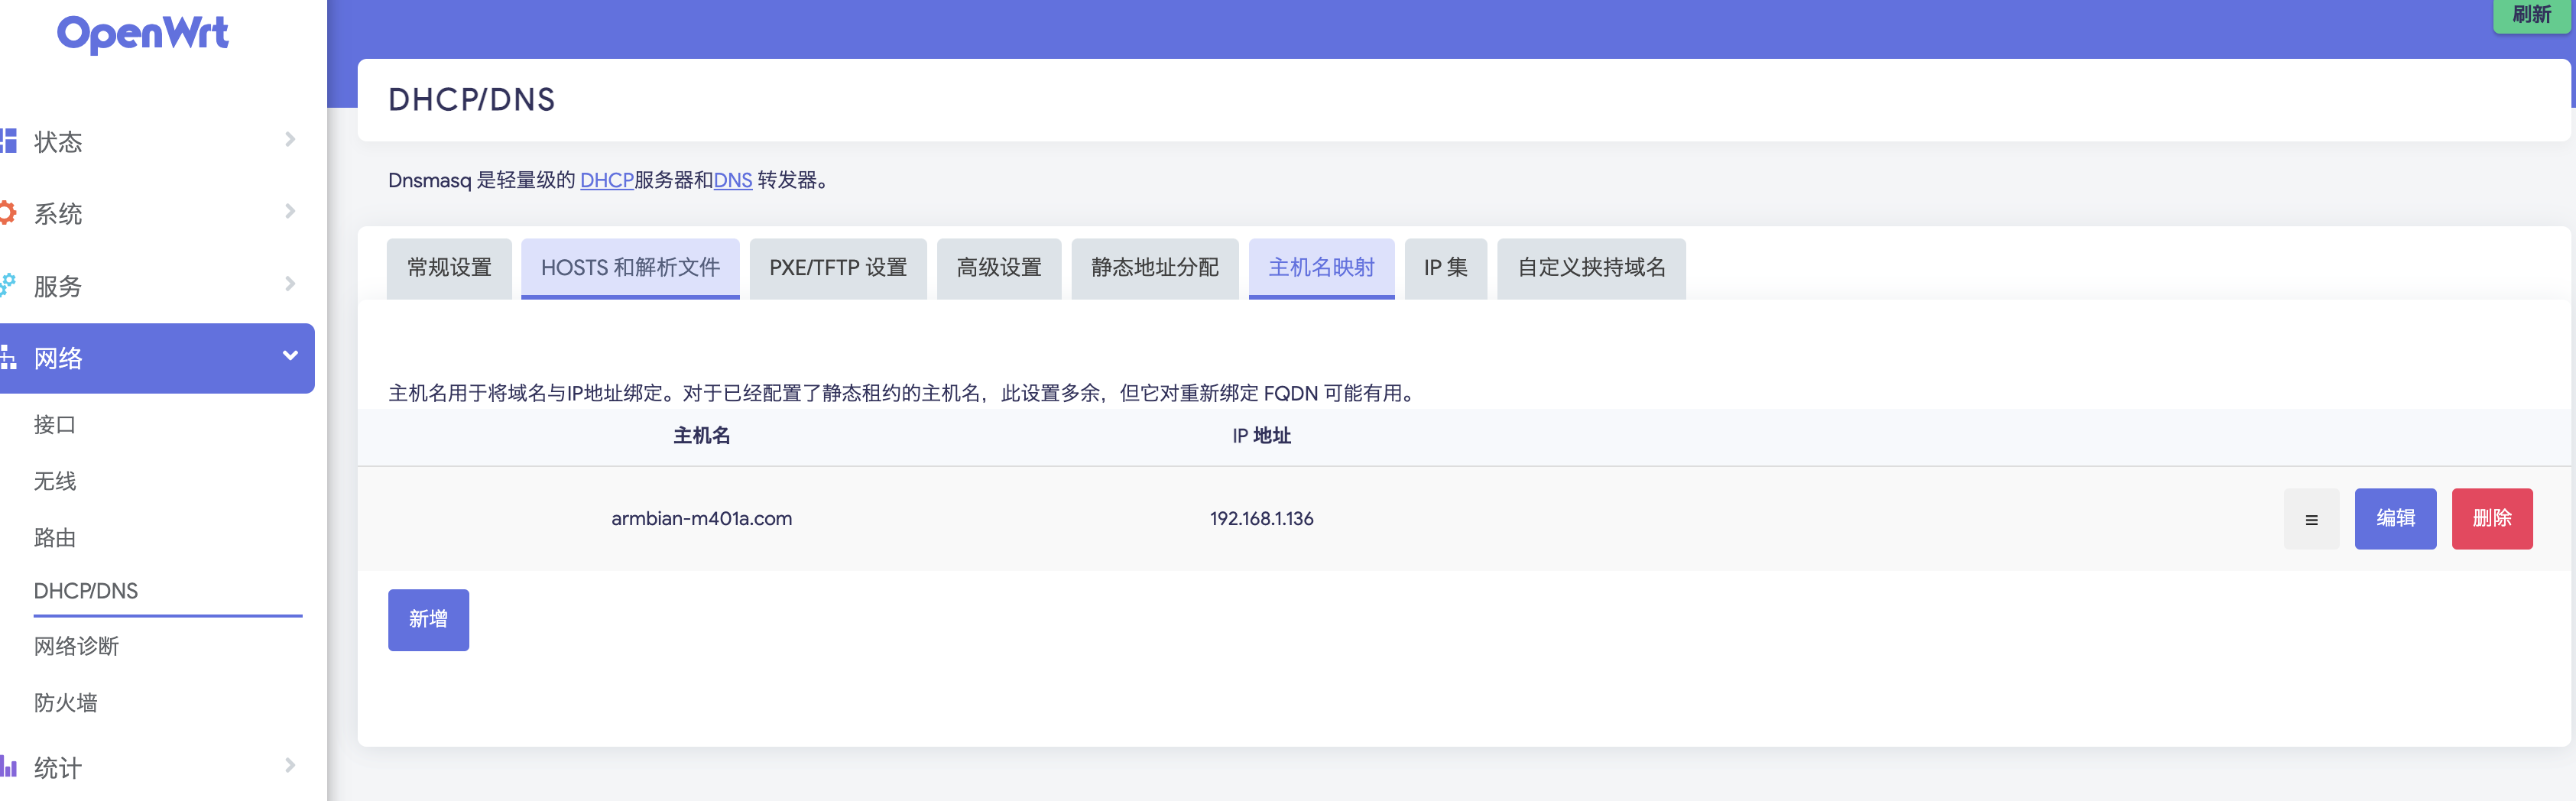 OpenWrt
刷新
状态
系统
服务
网络
接口
无线
路由
DHCP/DNS
网络诊断
防火墙
统计
DHCP/DNS
Dnsmasq 是轻量级的 DHCP服务器和DNS 转发器。
常规设置 HOSTS 和解析文件 PXE/TFTP 设置 高级设置 静态地址分配 主机名映射 IP 集 自定义挟持域名
主机名用于将域名与IP地址绑定。对于已经配置了静态租约的主机名，此设置多余，但它对重新绑定 FQDN 可能有用。
主机名 IP 地址
armbian-m401a.com 192.168.1.136 ≡ 编辑 删除
新增